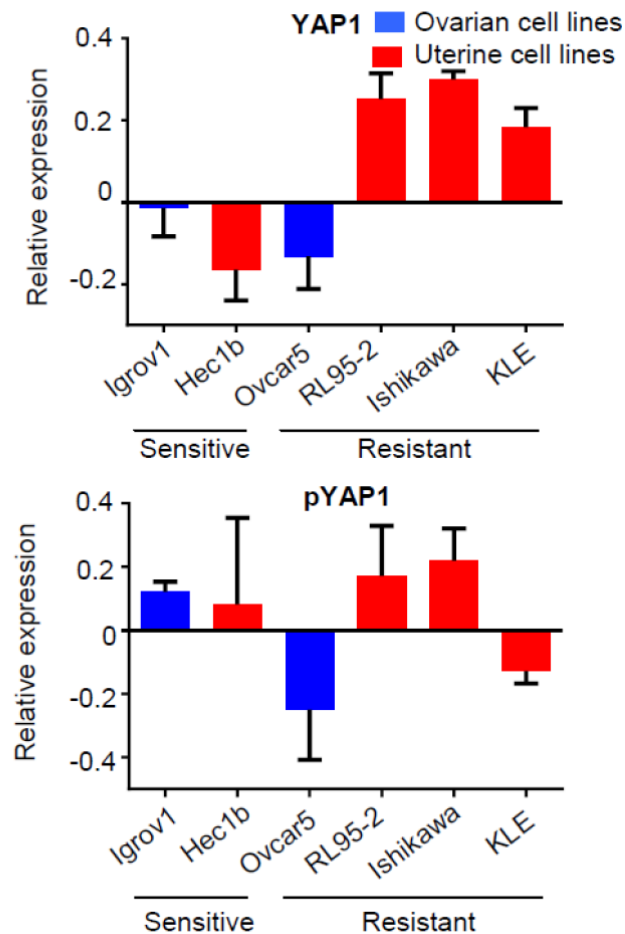 YAP1
Ovarian cell lines
Uterine cell lines
Relative expression
0.4
0.2
0
-0.2
Igrov1
Hec1b
Ovcar5
RL95-2
Ishikawa
KLE
Sensitive
Resistant
pYAP1
Relative expression
0.4
0.2
0
-0.2
-0.4
Igrov1
Hec1b
Ovcar5
RL95-2
Ishikawa
KLE
Sensitive
Resistant